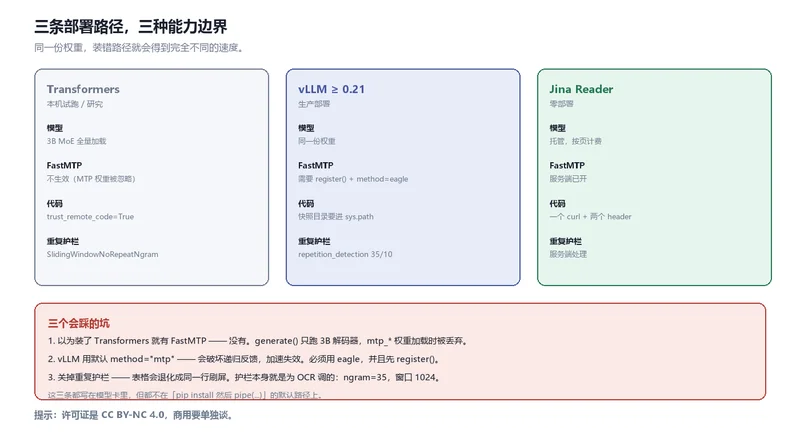 三条部署路径，三种能力边界
同一份权重，装错路径就会得到完全不同的速度。
Transformers
本机试跑 / 研究
模型
3B MoE 全量加载
FastMTP
不生效（MTP 权重被忽略）
代码
trust_remote_code=True
重复护栏
SlidingWindowNoRepeatNgram
vLLM ≥ 0.21
生产部署
模型
同一份权重
FastMTP
需要 register() + method=eagle
代码
快照目录要进 sys.path
重复护栏
repetition_detection 35/10
Jina Reader
零部署
模型
托管，按页计费
FastMTP
服务端已开
代码
一个 curl + 两个 header
重复护栏
服务端处理
三个会踩的坑
1. 以为装了 Transformers 就有 FastMTP —— 没有。generate() 只跑 3B 解码器，mtp_* 权重加载时被丢弃。
2. vLLM 用默认 method="mtp" —— 会破坏递归反馈，加速失效。必须用 eagle，并且先 register()。
3. 关掉重复护栏 —— 表格会退化成同一行刷屏。护栏本身就是为 OCR 调的：ngram=35，窗口 1024。
这三条都写在模型卡里，但都不在「pip install 然后 pipe(...)」的默认路径上。
提示：许可证是 CC BY-NC 4.0，商用要单独谈。